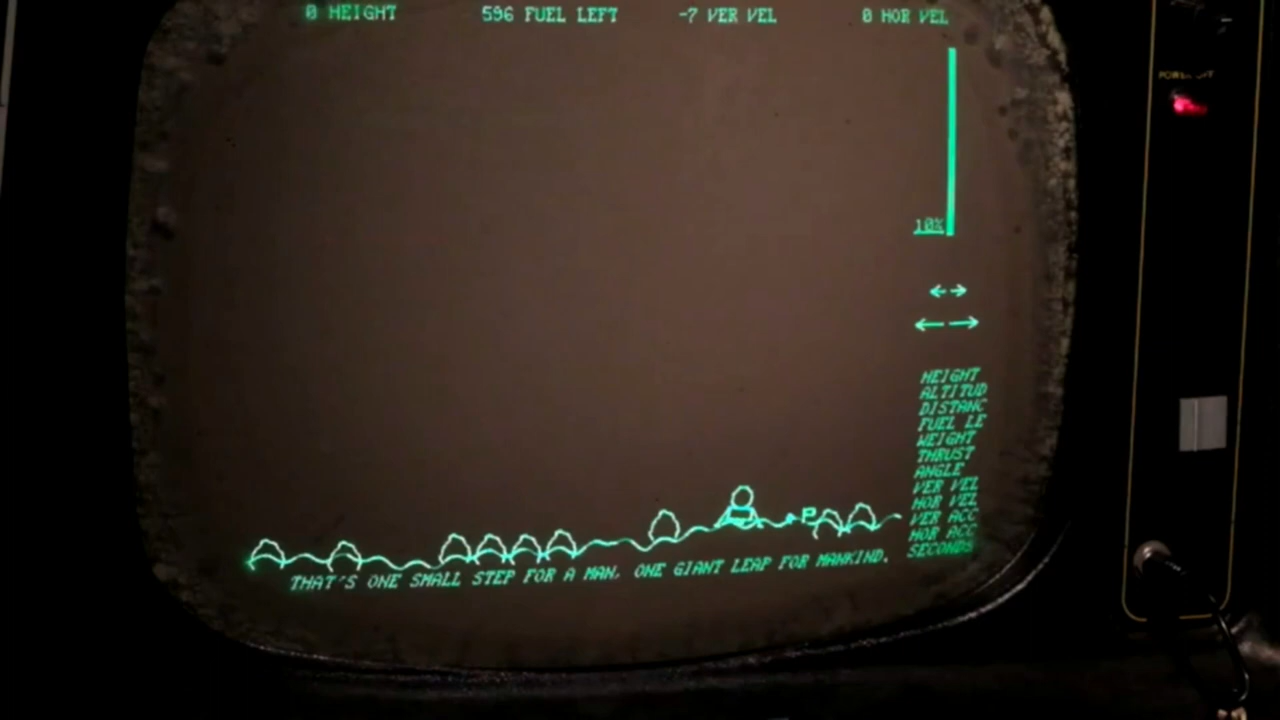 0 HEIGHT 596 FUEL LEFT -7 VER VEL 0 HOR VEL
POWER OFF
10%
HEIGHT
ALTITUD
DISTANC
FUEL LE
WEIGHT
THRUST
ANGLE
VER VEL
HOR VEL
VER ACC
HOR ACC
SECONDS
P
THAT'S ONE SMALL STEP FOR A MAN, ONE GIANT LEAP FOR MANKIND.